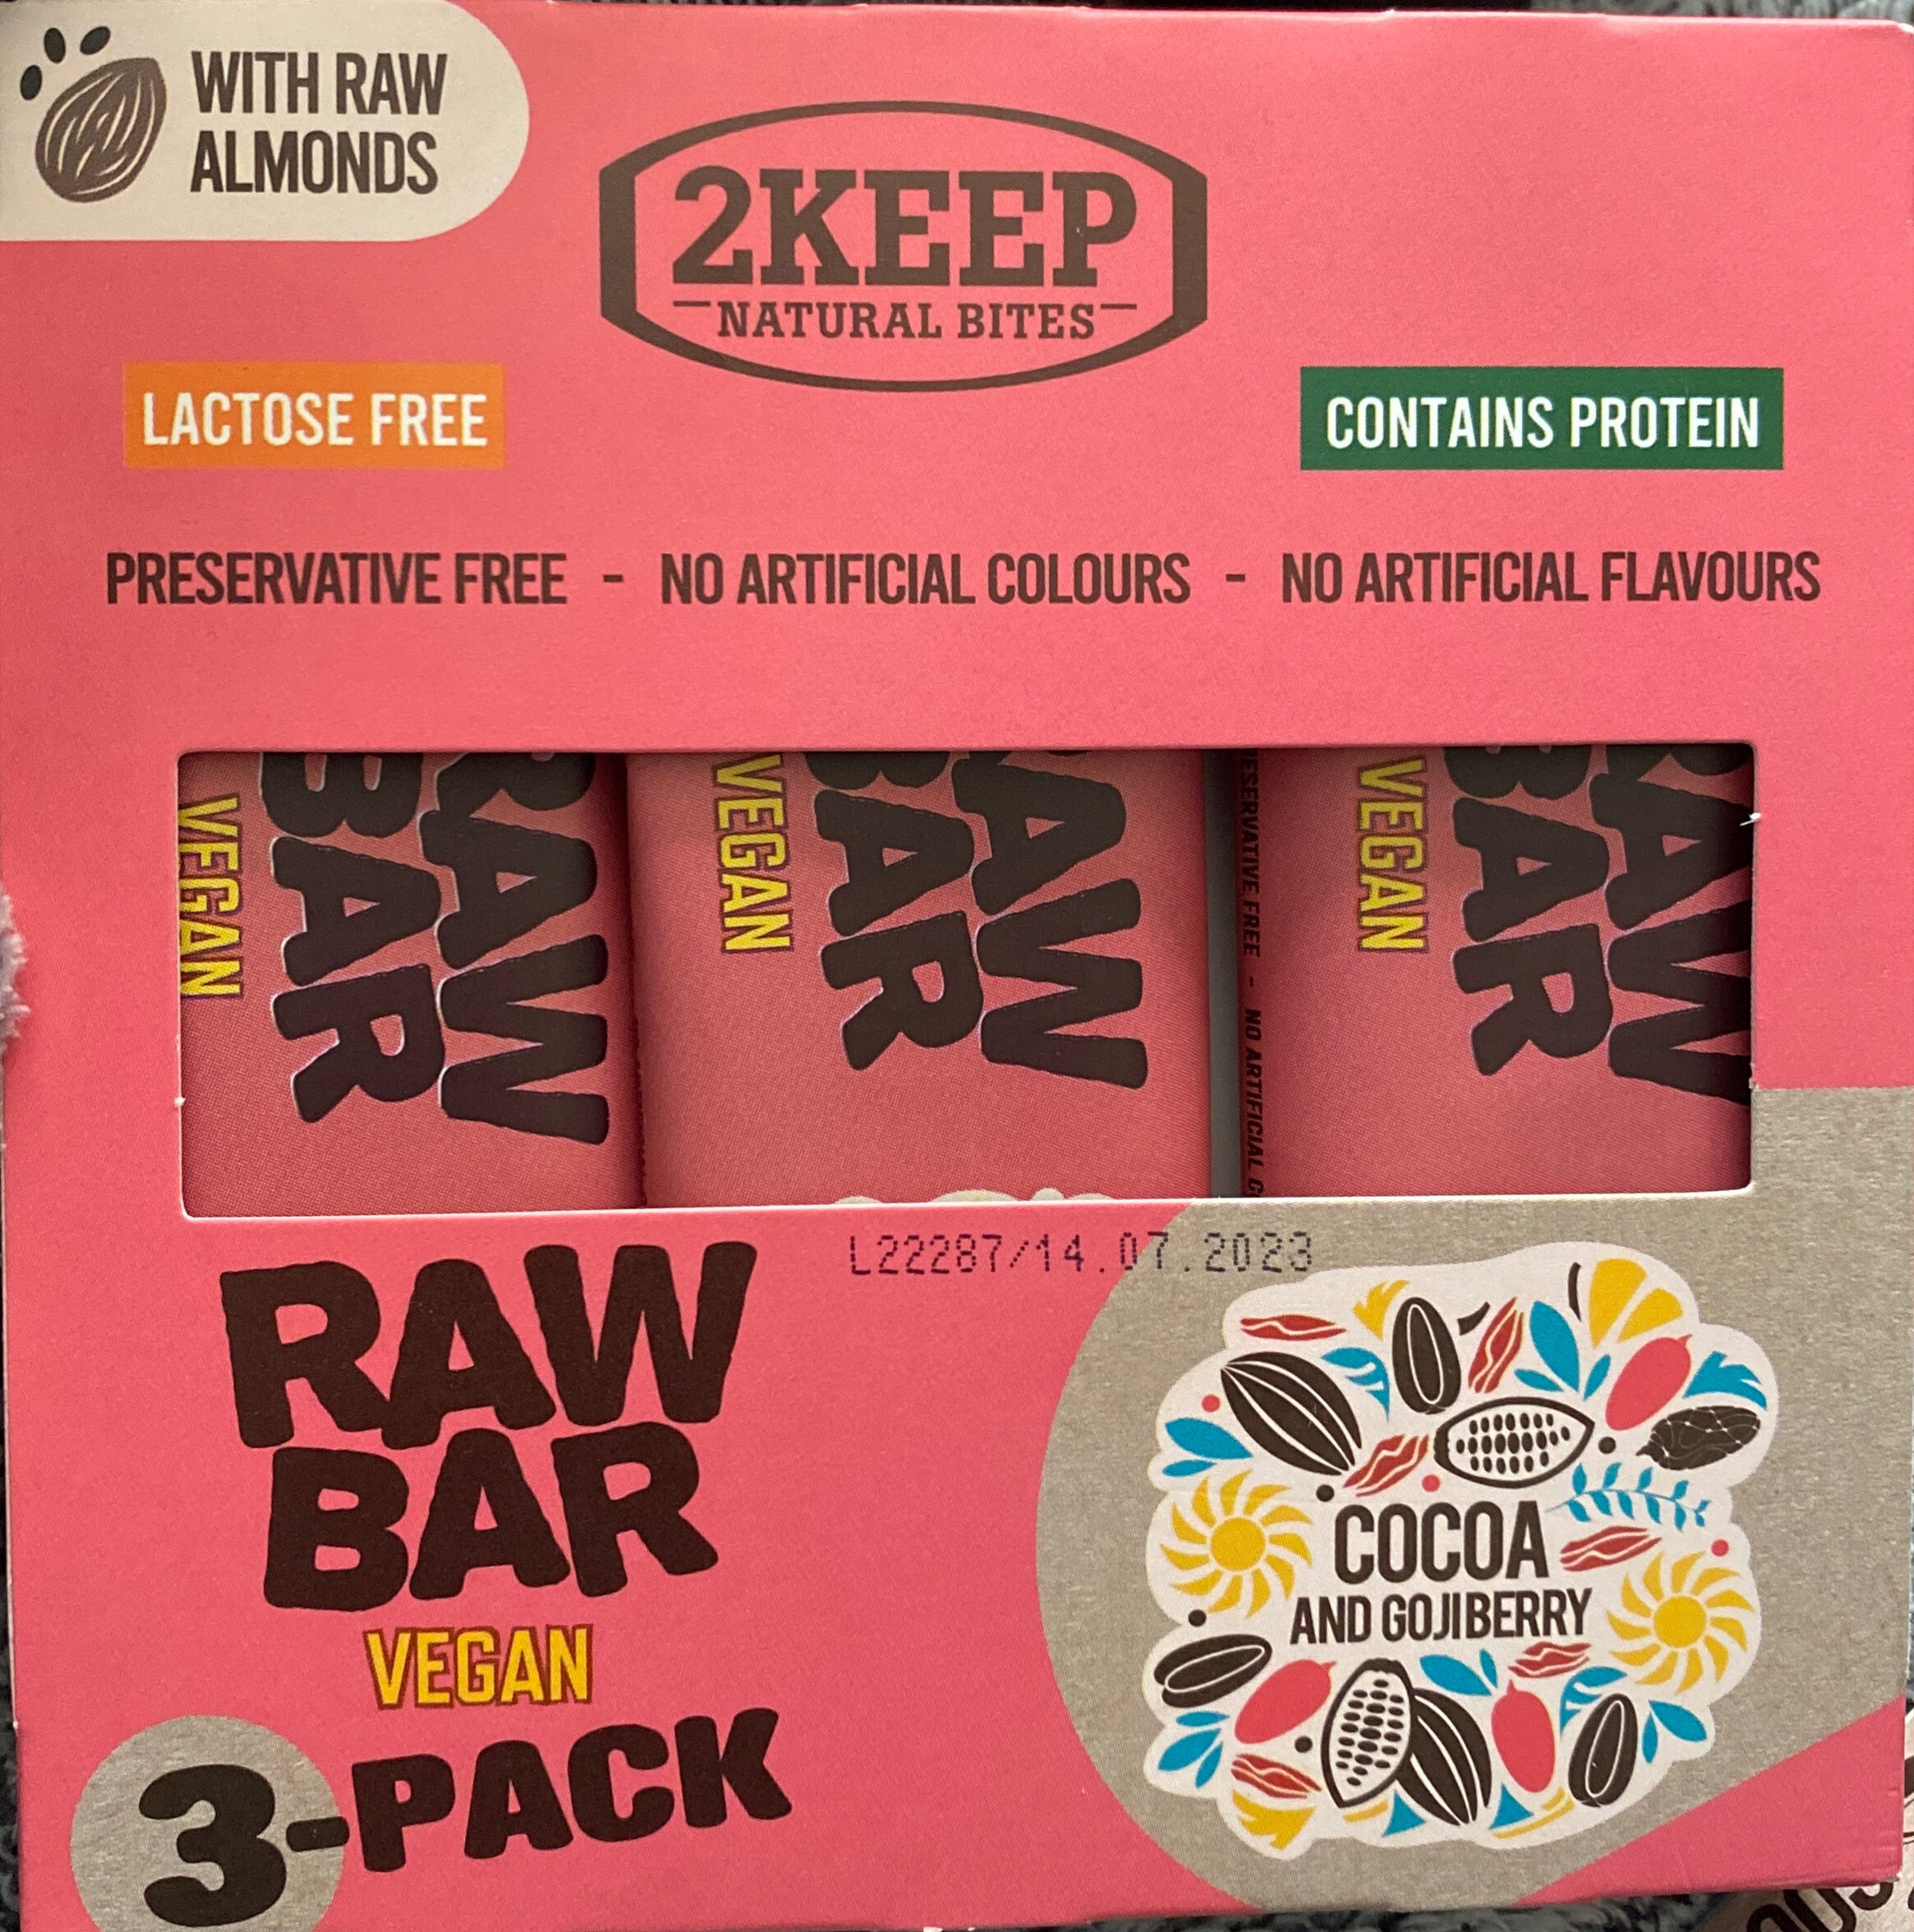 WITH RAW
ALMONDS
2KEEP
NATURAL BITES
LACTOSE FREE
CONTAINS PROTEIN
PRESERVATIVE FREE - NO ARTIFICIAL COLOURS - NO ARTIFICIAL FLAVOURS
RAW
BAR
VEGAN
RAW
BAR
VEGAN
ESERVATIVE FREE - NO ARTIFICIAL C
RAW
BAR
VEGAN
L22287/14.07.2023
RAW
BAR
VEGAN
3-PACK
COCOA
AND GOJIBERRY